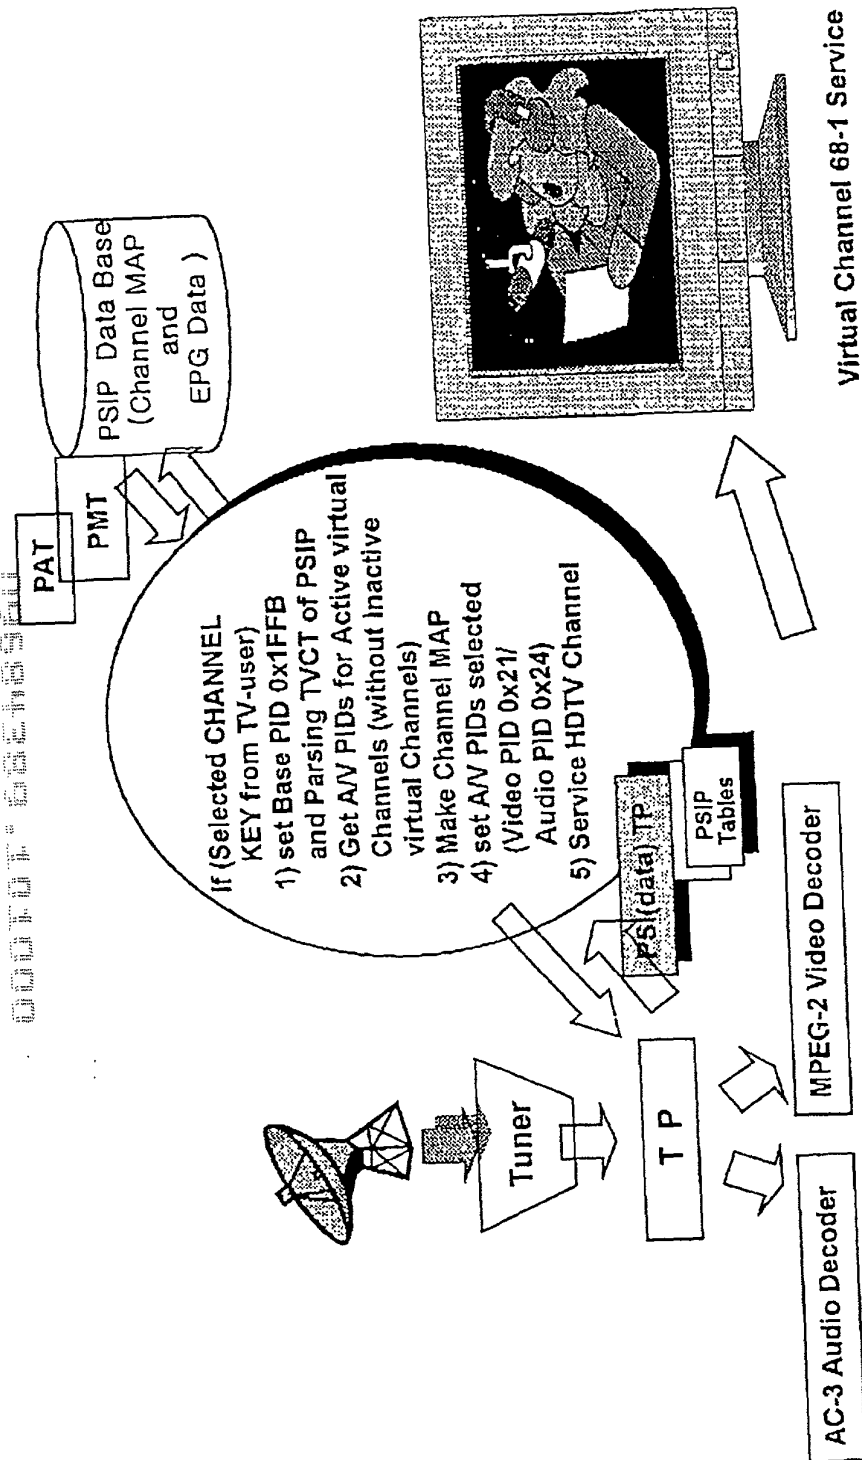 PAT
PMT
PSIP Data Base
(Channel MAP
and
EPG Data )
If (Selected CHANNEL
KEY from TV-user)
1) set Base PID 0x1FFB
and Parsing TVCT of PSIP
2) Get A/V PIDs for Active virtual
Channels (without Inactive
virtual Channels)
3) Make Channel MAP
4) set A/V PIDs selected
(Video PID 0x21/
Audio PID 0x24)
5) Service HDTV Channel
Tuner
T P
PSI(data) TP
PSIP
Tables
AC-3 Audio Decoder
MPEG-2 Video Decoder
Virtual Channel 68-1 Service